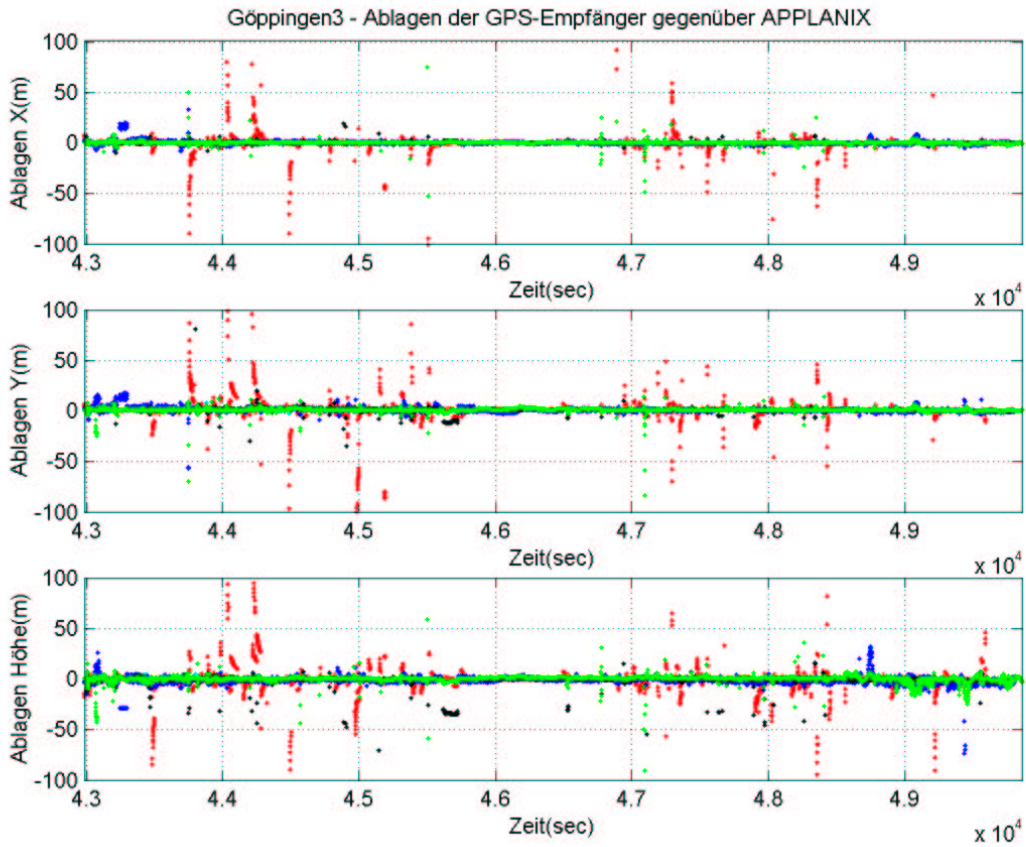 Göppingen3 - Ablagen der GPS-Empfänger gegenüber APPLANIX
100
50
0
-50
-100
Ablagen X(m)
4.3 4.4 4.5 4.6 4.7 4.8 4.9
Zeit(sec)
x 10^4
100
50
0
-50
-100
Ablagen Y(m)
4.3 4.4 4.5 4.6 4.7 4.8 4.9
Zeit(sec)
x 10^4
100
50
0
-50
-100
Ablagen Höhe(m)
4.3 4.4 4.5 4.6 4.7 4.8 4.9
Zeit(sec)
x 10^4